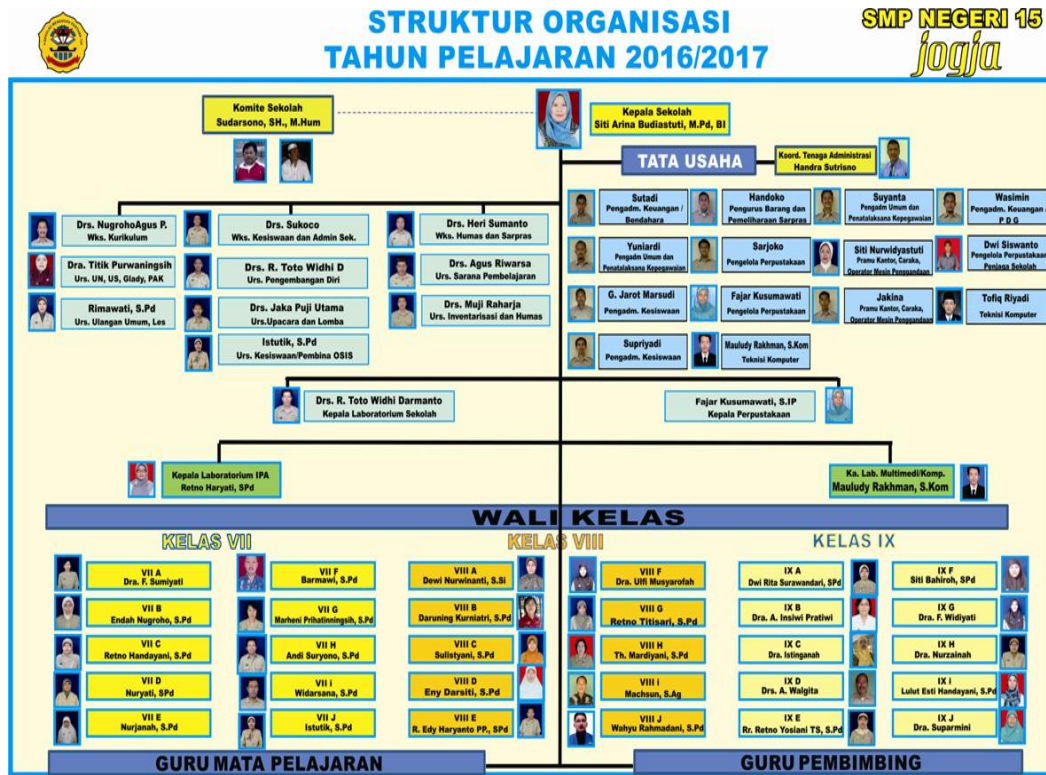 STRUKTUR ORGANISASI
TAHUN PELAJARAN 2016/2017
SMP NEGERI 15
jogja
Komite Sekolah
Sudarsono, SH., M.Hum
Kepala Sekolah
Siti Arina Budiastuti, M.Pd, BI
TATA USAHA
Koord. Tenaga Administrasi
Handra Sutrisno
Drs. NugrohoAgus P.
Wks. Kurikulum
Dra. Titik Purwaningsih
Urs. UN, US, Glady, PAK
Rimawati, S.Pd
Urs. Ulangan Umum, Les
Drs. Sukoco
Wks. Kesiswaan dan Admin Sek.
Drs. R. Toto Widhi D
Urs. Pengembangan Diri
Drs. Jaka Puji Utama
Urs.Upacara dan Lomba
Istutik, S.Pd
Urs. Kesiswaan/Pembina OSIS
Drs. Heri Sumanto
Wks. Humas dan Sarpras
Drs. Agus Riwarsa
Urs. Sarana Pembelajaran
Drs. Muji Raharja
Urs. Inventarisasi dan Humas
Sutadi
Pengadm. Keuangan /
Bendahara
Handoko
Pengurus Barang dan
Pemeliharaan Sarpras
Suyanta
Pengadm Umum dan
Penatalaksana Kepegawaian
Wasimin
Pengadm. Keuangan /
P D G
Yuniardi
Pengadm Umum dan
Penatalaksana Kepegawaian
Sarjoko
Pengelola Perpustakaan
Siti Nurwidyastuti
Pramu Kantor, Caraka,
Operator Mesin Penggandaan
Dwi Siswanto
Pengelola Perpustakaan
Penjaga Sekolah
G. Jarot Marsudi
Pengadm. Kesiswaan
Fajar Kusumawati
Pengelola Perpustakaan
Jakina
Pramu Kantor, Caraka,
Operator Mesin Penggandaan
Tofiq Riyadi
Teknisi Komputer
Supriyadi
Pengadm. Kesiswaan
Mauludy Rakhman, S.Kom
Teknisi Komputer
Drs. R. Toto Widhi Darmanto
Kepala Laboratorium Sekolah
Fajar Kusumawati, S.IP
Kepala Perpustakaan
Kepala Laboratorium IPA
Retno Haryati, SPd
Ka. Lab. Multimedi/Komp.
Mauludy Rakhman, S.Kom
WALI KELAS
KELAS VII
KELAS VIII
KELAS IX
VII A
Dra. F. Sumiyati
VII B
Endah Nugroho, S.Pd
VII C
Retno Handayani, S.Pd
VII D
Nuryati, SPd
VII E
Nurjanah, S.Pd
VII F
Barmawi, S.Pd
VII G
Marheni Prihatinningsih, S.Pd
VII H
Andi Suryono, S.Pd
VII i
Widarsana, S.Pd
VII J
Istutik, S.Pd
VIII A
Dewi Nurwinanti, S.Si
VIII B
Daruning Kurniatri, S.Pd
VIII C
Sulistyani, S.Pd
VIII D
Eny Darsiti, S.Pd
VIII E
R. Edy Haryanto PP., SPd
VIII F
Dra. Ulfi Musyarofah
VIII G
Retno Titisari, S.Pd
VIII H
Th. Mardiyani, S.Pd
VIII i
Machsun, S.Ag
VIII J
Wahyu Rahmadani, S.Pd
IX A
Dwi Rita Surawandari, SPd
IX B
Dra. A. Insiwi Pratiwi
IX C
Dra. Istinganah
IX D
Drs. A. Walgita
IX E
Rr. Retno Yosiani TS, S.Pd
IX F
Siti Bahiroh, SPd
IX G
Dra. F. Widiyati
IX H
Dra. Nurzainah
IX i
Lulut Esti Handayani, S.Pd
IX J
Dra. Suparmini
GURU MATA PELAJARAN
GURU PEMBIMBING